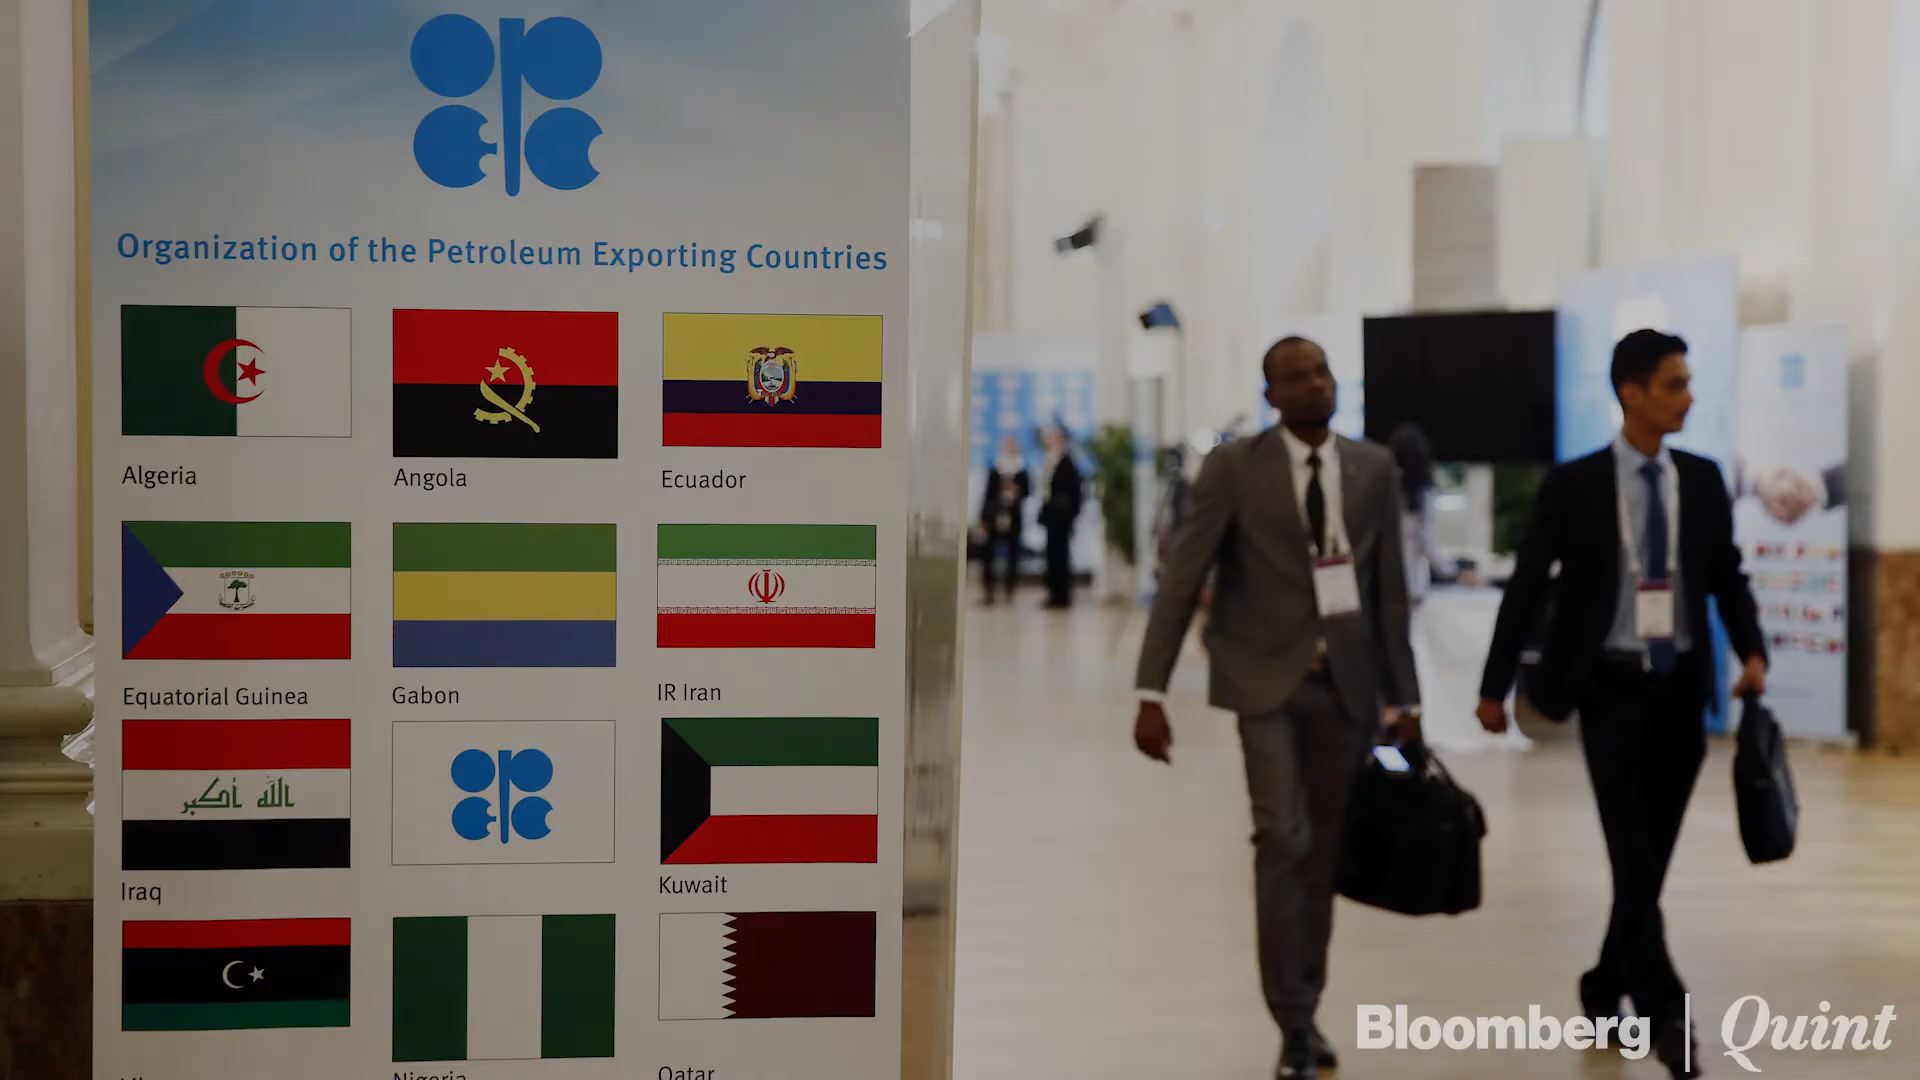 Organization of the Petroleum Exporting Countries
Algeria
Angola
Ecuador
Equatorial Guinea
Gabon
IR Iran
الله أكبر
Iraq
Kuwait
Nigeria
Qatar
Bloomberg | Quint